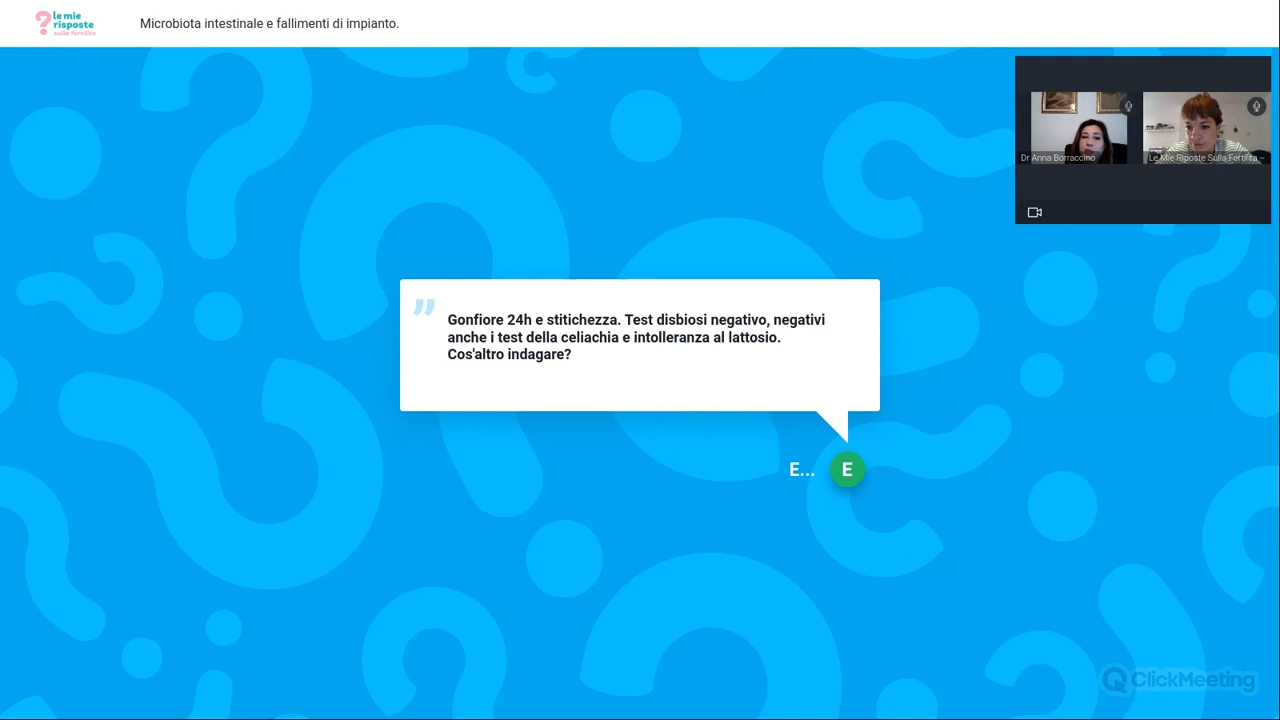 le mie
risposte
sulla fertilità
Microbiota intestinale e fallimenti di impianto.
Dr Anna Borraccino
Le Mie Riposte Sulla Fertilità –
Gonfiore 24h e stitichezza. Test disbiosi negativo, negativi
anche i test della celiachia e intolleranza al lattosio.
Cos'altro indagare?
E... E
ClickMeeting